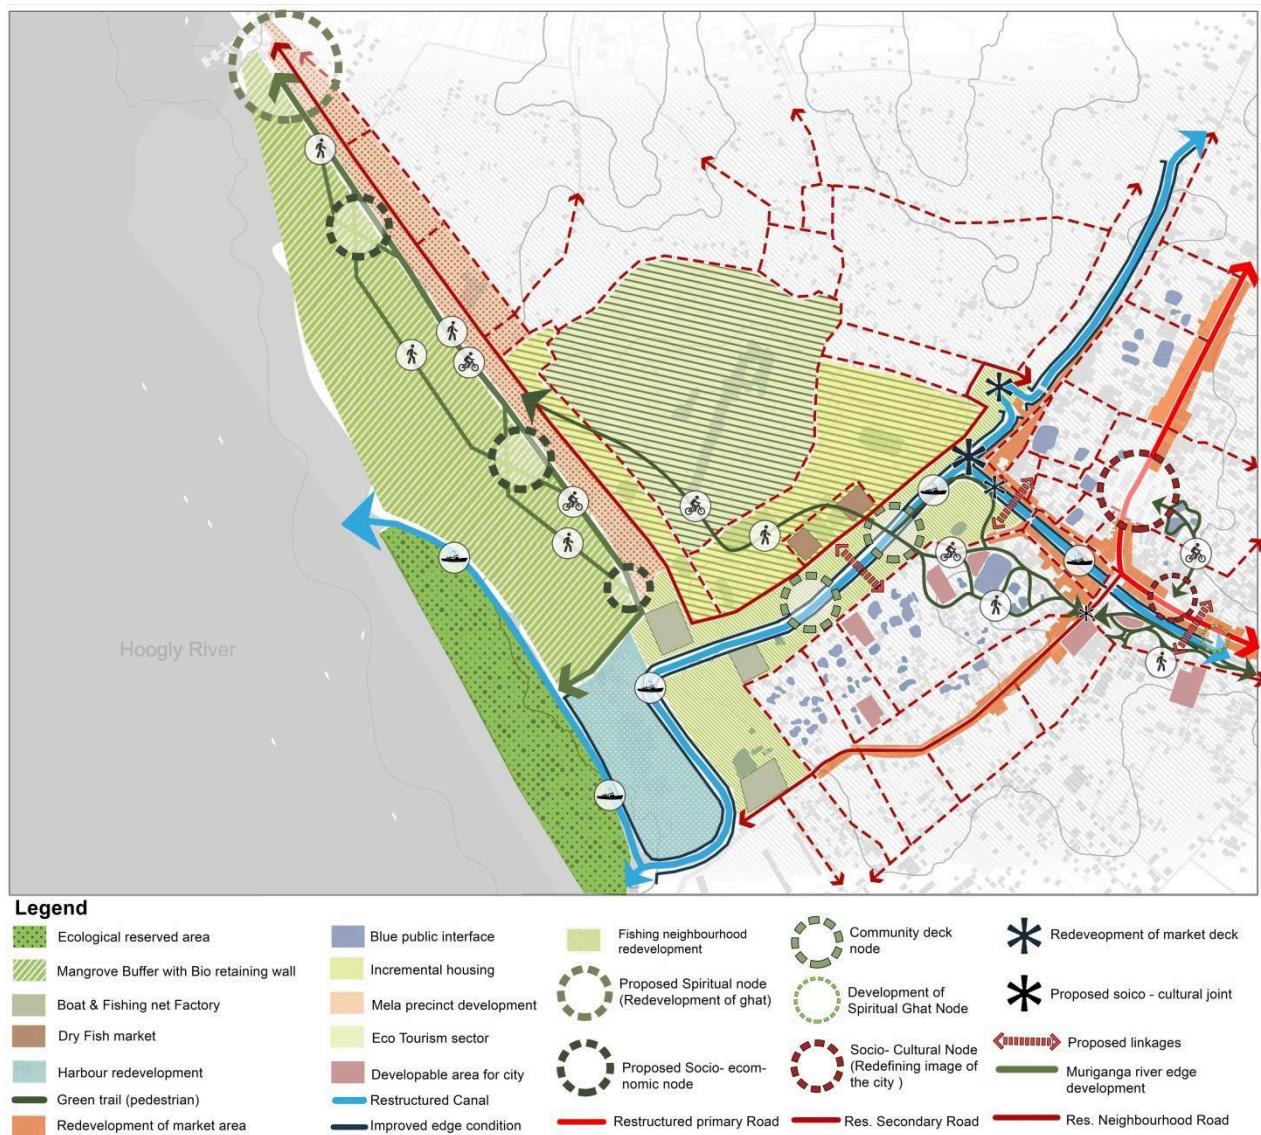 Hoogly River
Legend
Ecological reserved area
Mangrove Buffer with Bio retaining wall
Boat & Fishing net Factory
Dry Fish market
Harbour redevelopment
Green trail (pedestrian)
Redevelopment of market area
Blue public interface
Incremental housing
Mela precinct development
Eco Tourism sector
Developable area for city
Restructured Canal
Improved edge condition
Fishing neighbourhood
redevelopment
Proposed Spiritual node
(Redevelopment of ghat)
Proposed Socio- ecom-
nomic node
Restructured primary Road
Community deck
node
Development of
Spiritual Ghat Node
Socio- Cultural Node
(Redefining image of
the city )
Res. Secondary Road
Redeveopment of market deck
Proposed soico - cultural joint
Proposed linkages
Muriganga river edge
development
Res. Neighbourhood Road